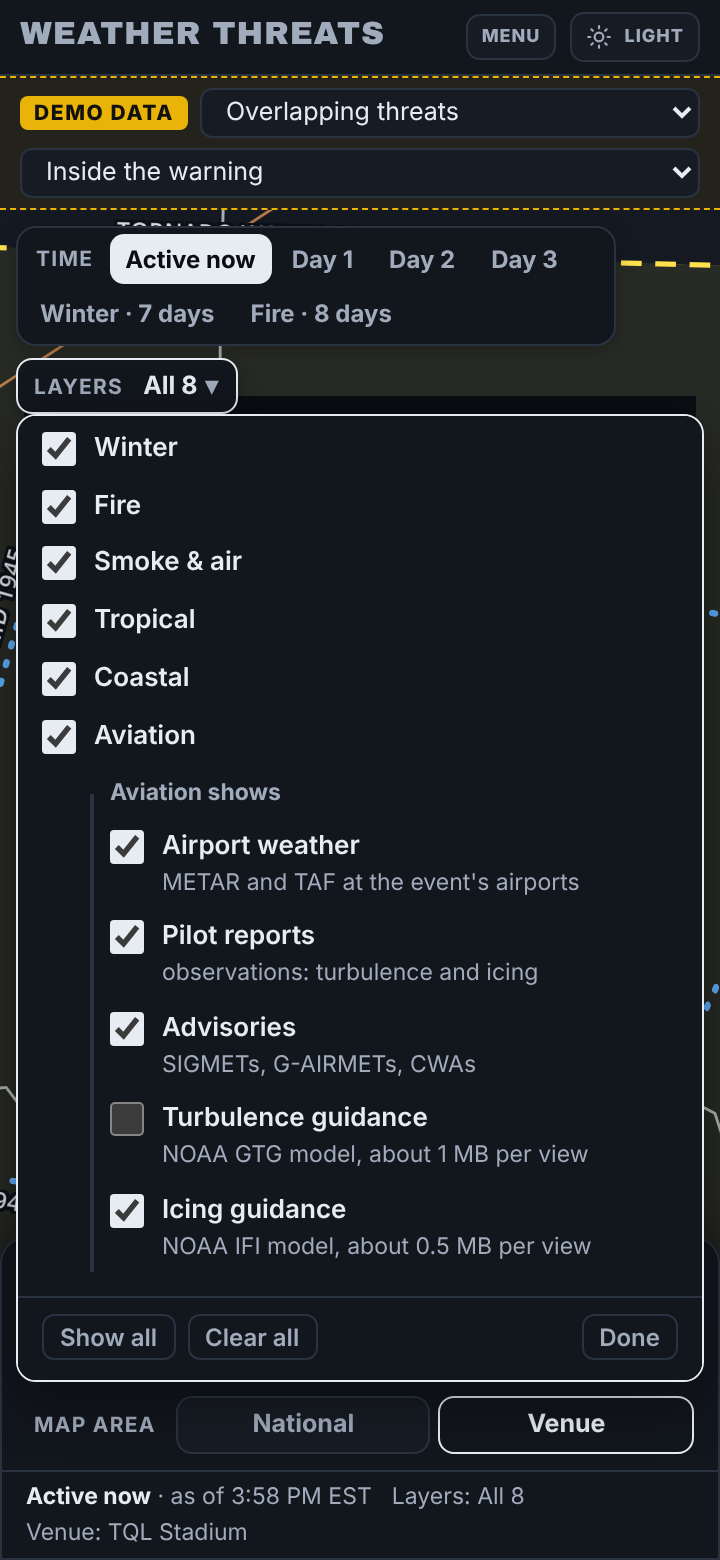 WEATHER THREATS
MENU
LIGHT
DEMO DATA
Overlapping threats
Inside the warning
TIME
Active now
Day 1
Day 2
Day 3
Winter · 7 days
Fire · 8 days
LAYERS
All 8 ▾
Winter
Fire
Smoke & air
Tropical
Coastal
Aviation
Aviation shows
Airport weather
METAR and TAF at the event's airports
Pilot reports
observations: turbulence and icing
Advisories
SIGMETs, G-AIRMETs, CWAs
Turbulence guidance
NOAA GTG model, about 1 MB per view
Icing guidance
NOAA IFI model, about 0.5 MB per view
Show all
Clear all
Done
MAP AREA
National
Venue
Active now · as of 3:58 PM EST Layers: All 8
Venue: TQL Stadium